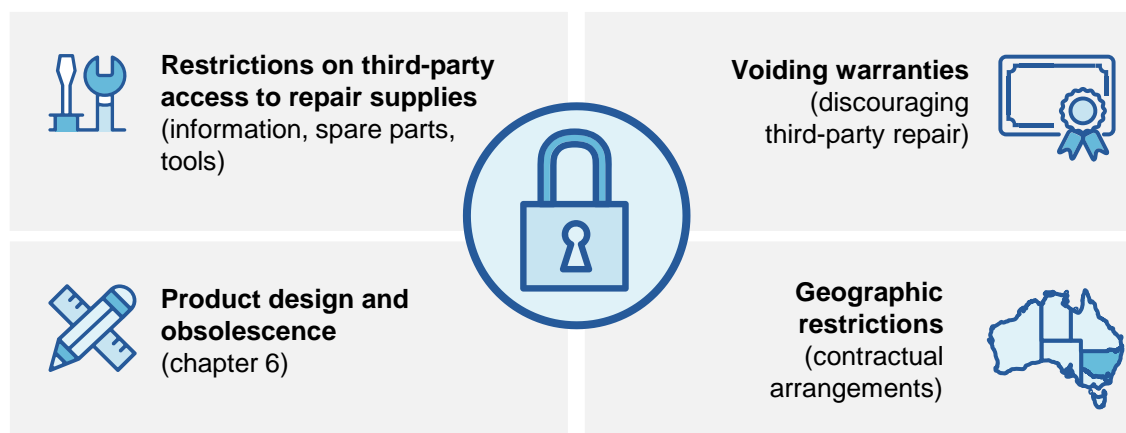 Restrictions on third-party
access to repair supplies
(information, spare parts,
tools)
Voiding warranties
(discouraging
third-party repair)
Product design and
obsolescence
(chapter 6)
Geographic
restrictions
(contractual
arrangements)